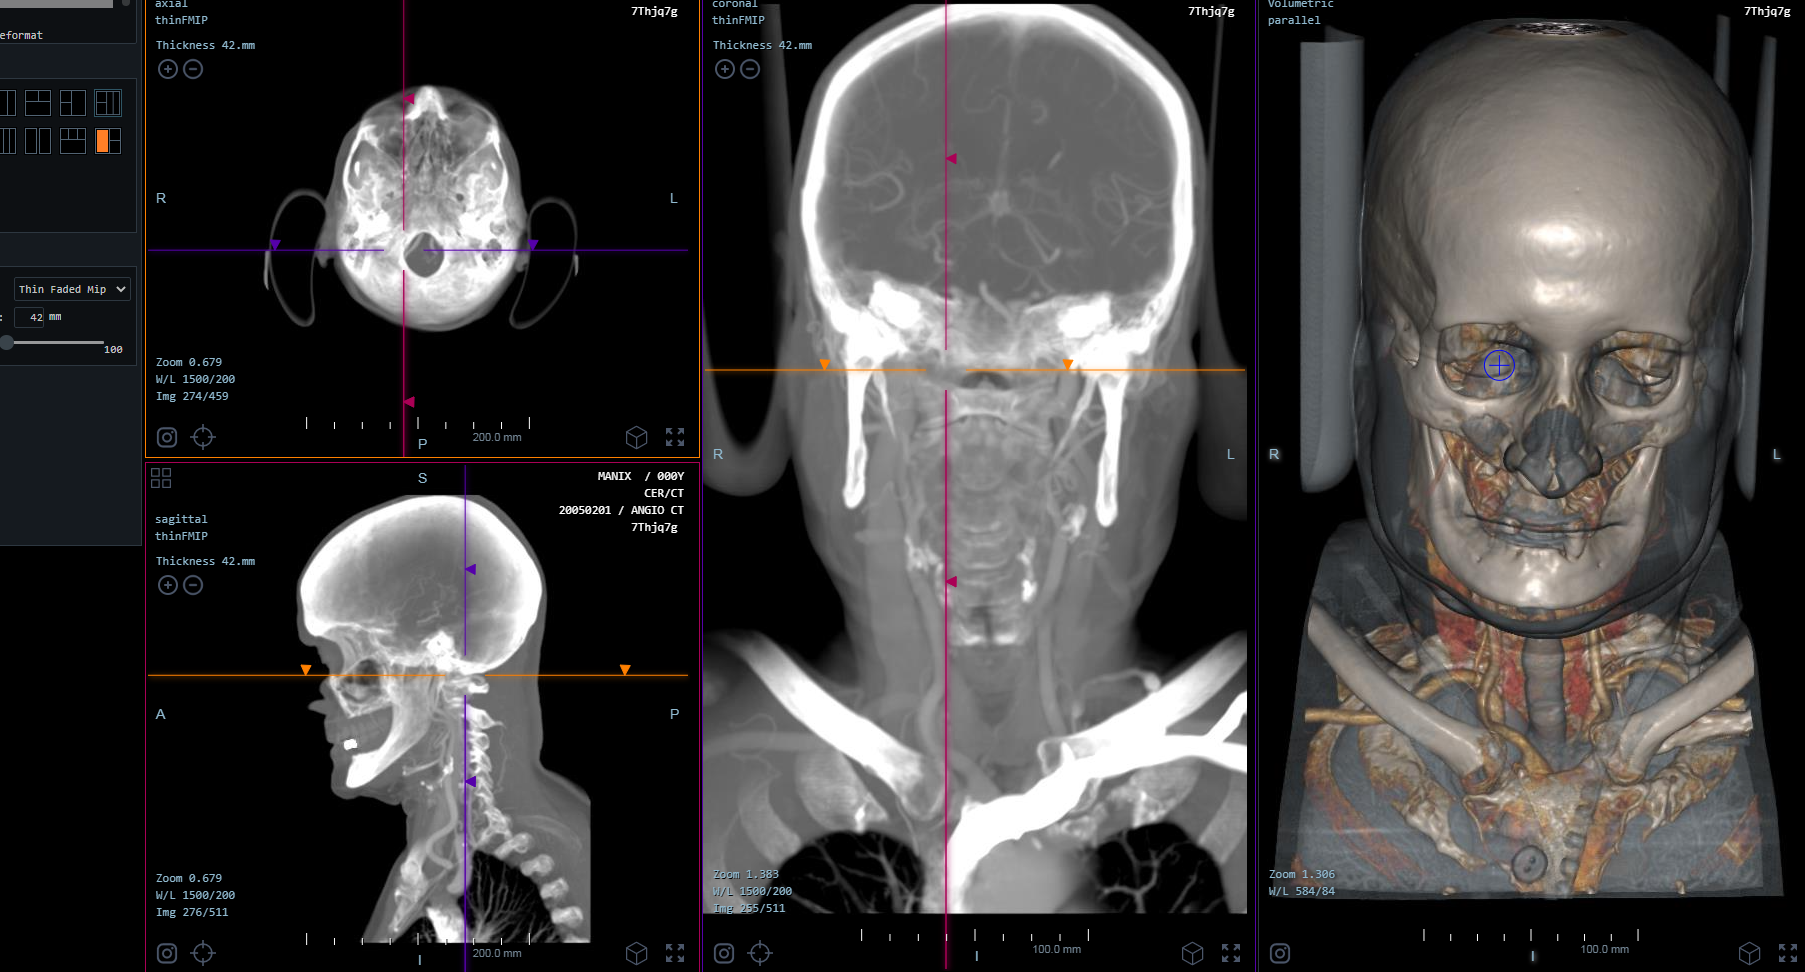 eformat
Thin Faded Mip
: 42 mm
100
axial
thinFMIP
7Thjq7g
Thickness 42.mm
R
L
Zoom 0.679
W/L 1500/200
Img 274/459
200.0 mm
P
S
MANIX / 000Y
CER/CT
20050201 / ANGIO CT
7Thjq7g
sagittal
thinFMIP
Thickness 42.mm
A
P
Zoom 0.679
W/L 1500/200
Img 276/511
200.0 mm
I
coronal
thinFMIP
7Thjq7g
Thickness 42.mm
R
L
Zoom 1.383
W/L 1500/200
Img 255/511
100.0 mm
I
Volumetric
parallel
7Thjq7g
R
L
Zoom 1.306
W/L 584/84
100.0 mm
I